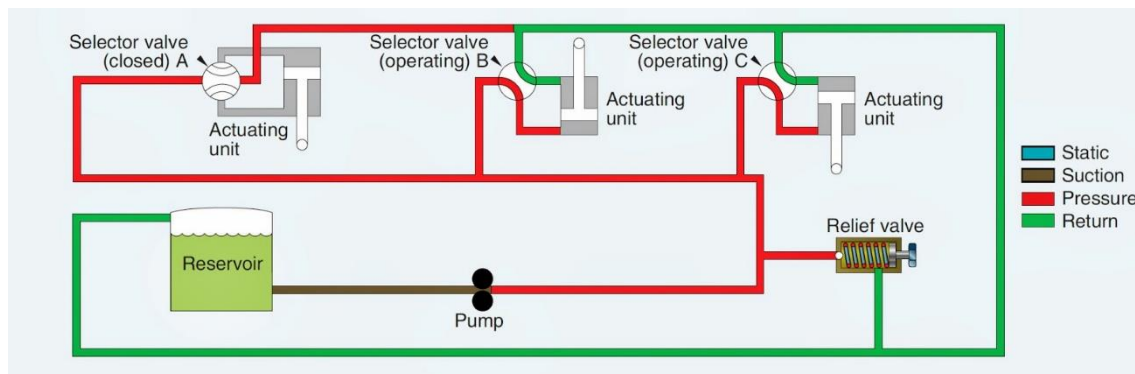 Selector valve
(closed) A
Selector valve
(operating) B
Selector valve
(operating) C
Actuating
unit
Actuating
unit
Actuating
unit
Static
Suction
Pressure
Return
Reservoir
Pump
Relief valve